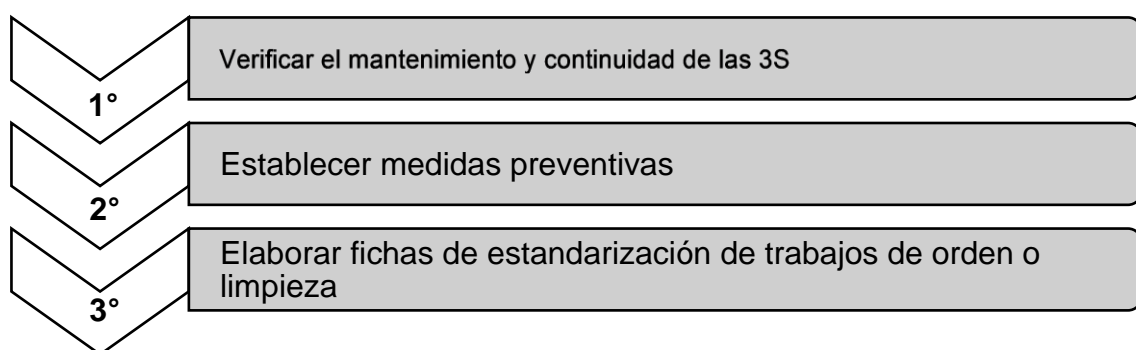 Verificar el mantenimiento y continuidad de las 3S
1°
Establecer medidas preventivas
2°
Elaborar fichas de estandarización de trabajos de orden o
limpieza
3°